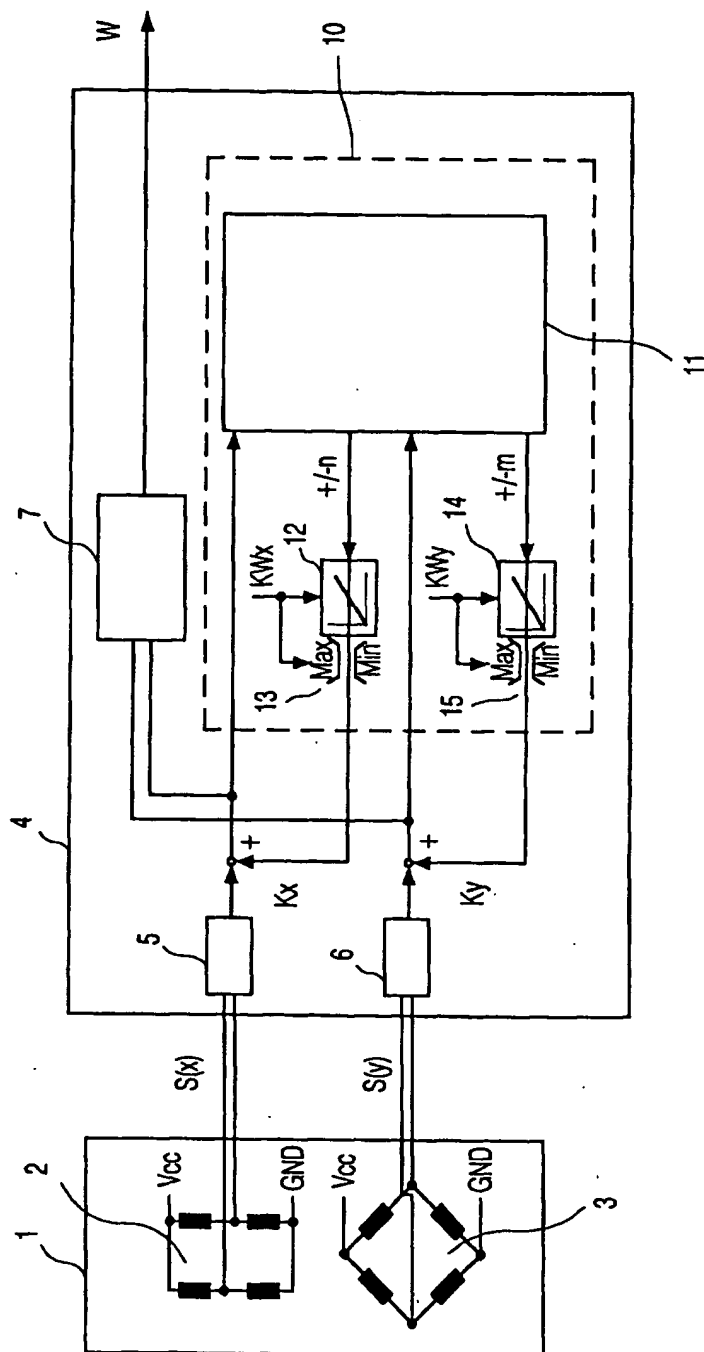 1
2
Vcc
GND
Vcc
GND
3
S(x)
S(y)
4
5
6
Kx
+
Ky
+
7
13
Max
Min
KWx
12
+/-n
15
Max
Min
KWy
14
+/-m
10
11
W